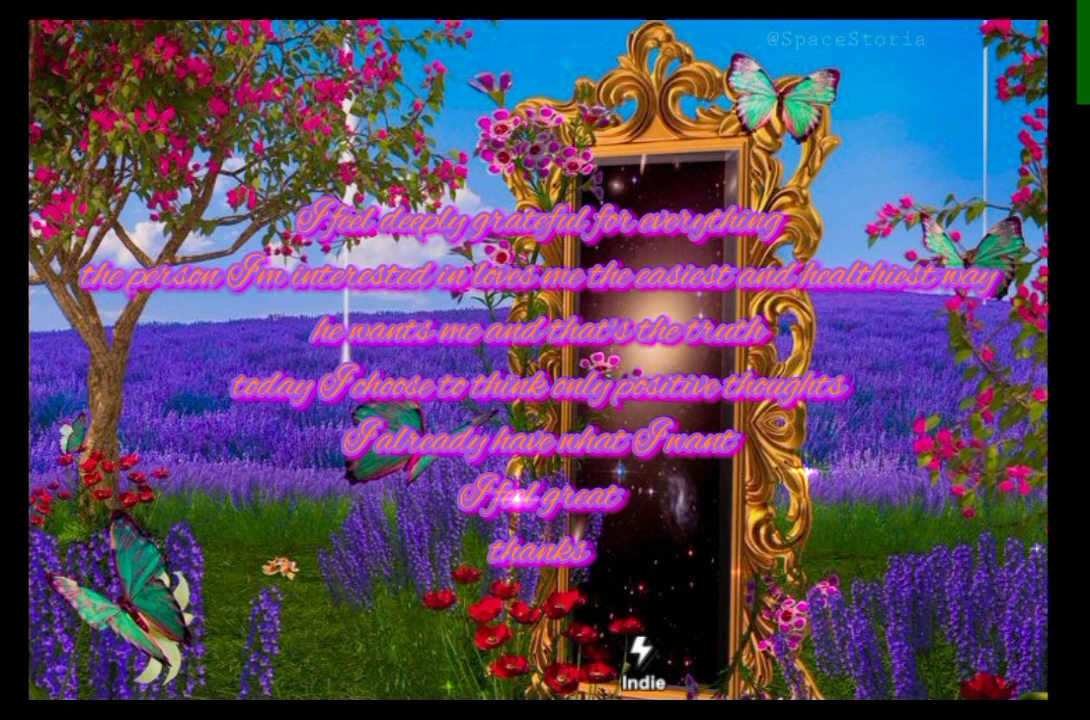 @SpaceStoria
I feel deeply grateful for everything
the person I'm interested in loves me the easiest and healthiest way
he wants me and that's the truth
today I choose to think only positive thoughts
I already have what I want
I feel great
thanks
Indie